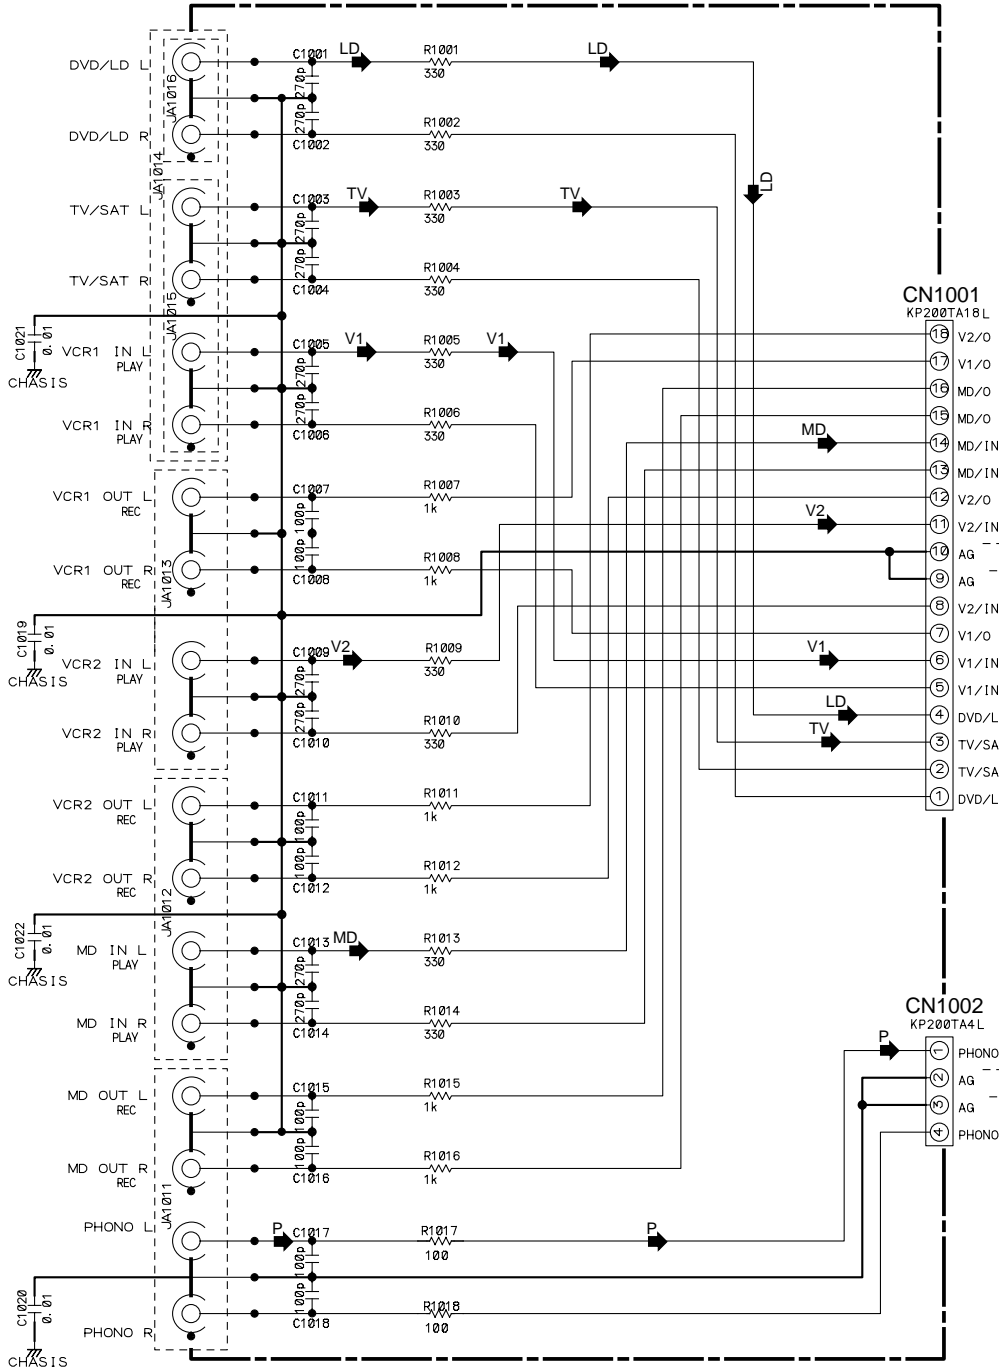 DVD/LD L
JA1016
C1001
270p
LD
R1001
330
LD
DVD/LD R
270p
C1002
R1002
330
LD
JA1014
TV/SAT L
C1003
270p
TV
R1003
330
TV
TV/SAT R
270p
C1004
R1004
330
C1021
0.01
CHASIS
JA1015
VCR1 IN L
PLAY
C1005
270p
V1
R1005
330
V1
VCR1 IN R
PLAY
270p
C1006
R1006
330
VCR1 OUT L
REC
C1007
100p
R1007
1k
VCR1 OUT R
REC
JA1013
100p
C1008
R1008
1k
C1019
0.01
CHASIS
VCR2 IN L
PLAY
C1009
270p
V2
R1009
330
VCR2 IN R
PLAY
270p
C1010
R1010
330
VCR2 OUT L
REC
C1011
100p
R1011
1k
VCR2 OUT R
REC
JA1012
100p
C1012
R1012
1k
C1022
0.01
CHASIS
MD IN L
PLAY
C1013
270p
MD
R1013
330
MD IN R
PLAY
270p
C1014
R1014
330
MD OUT L
REC
C1015
100p
R1015
1k
MD OUT R
REC
JA1011
100p
C1016
R1016
1k
PHONO L
P
C1017
100p
R1017
100
P
PHONO R
100p
C1018
R1018
100
C1020
0.01
CHASIS
CN1001
KP200TA18L
18 V2/O
17 V1/O
16 MD/O
15 MD/O
MD
14 MD/IN
13 MD/IN
12 V2/O
V2
11 V2/IN
10 AG
9 AG
8 V2/IN
7 V1/O
V1
6 V1/IN
5 V1/IN
LD
4 DVD/L
TV
3 TV/SA
2 TV/SA
1 DVD/L
CN1002
KP200TA4L
P
1 PHONO
2 AG
3 AG
4 PHONO